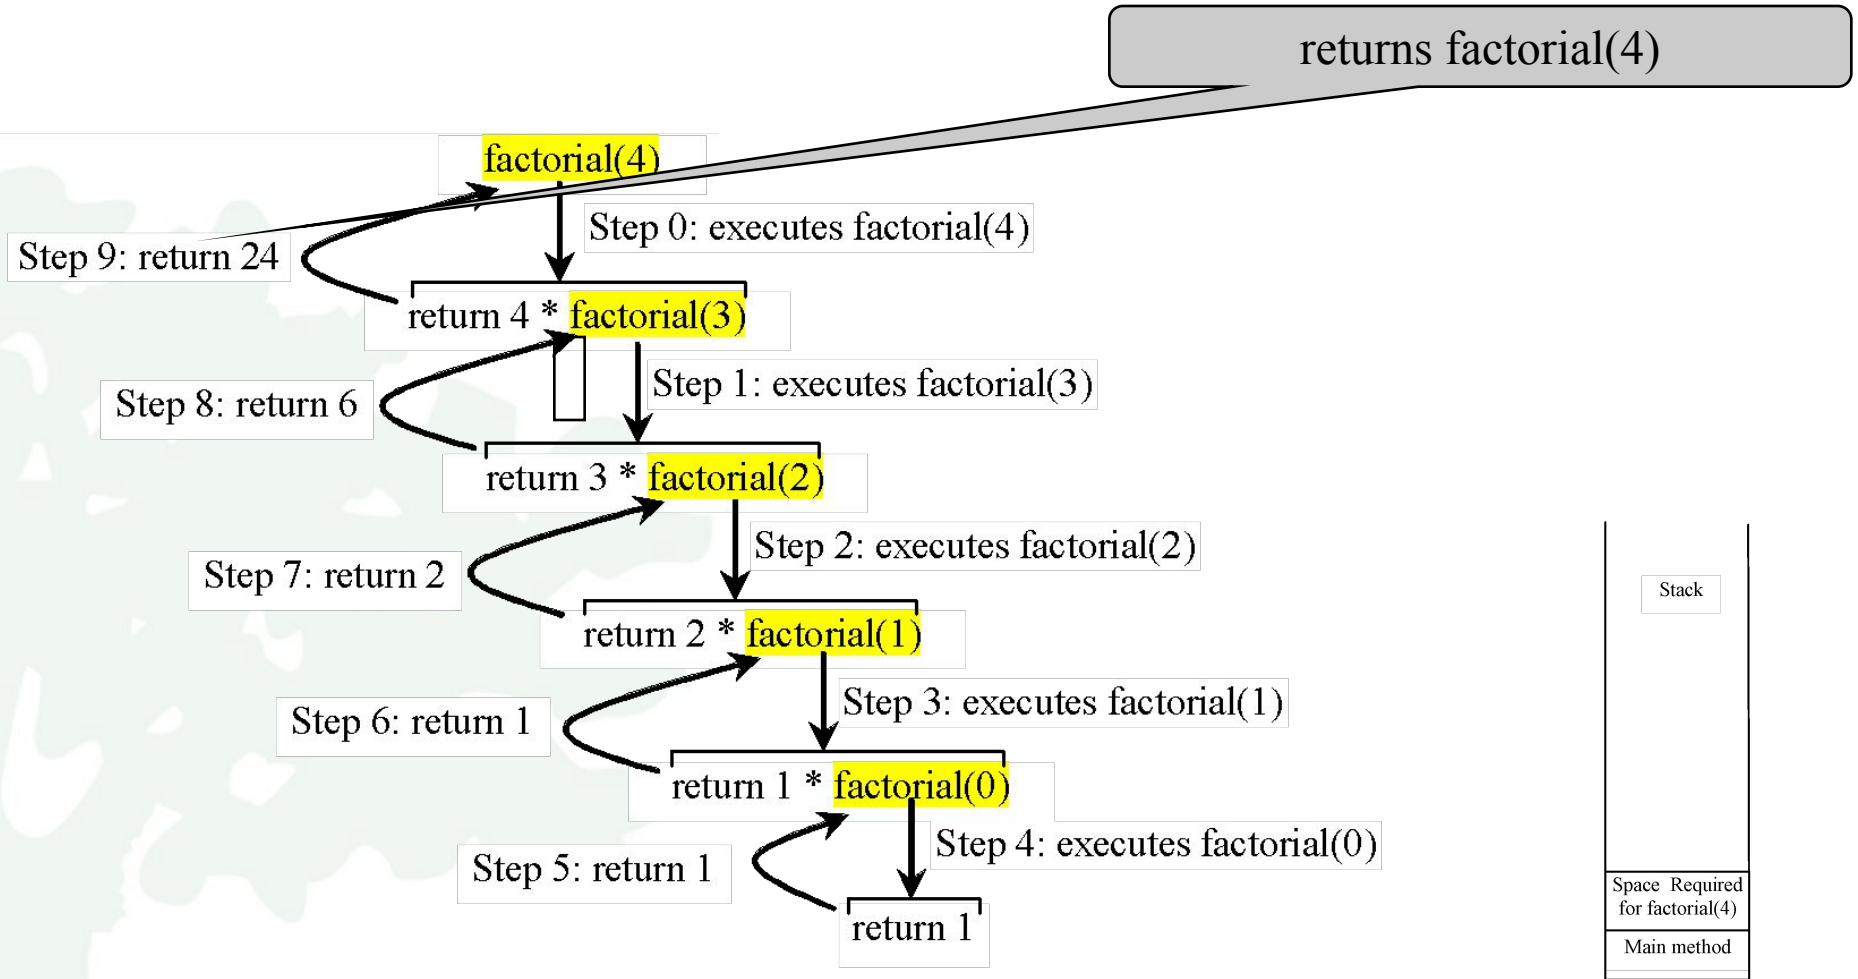 returns factorial(4)
factorial(4)
Step 0: executes factorial(4)
Step 9: return 24
return 4 * factorial(3)
Step 1: executes factorial(3)
Step 8: return 6
return 3 * factorial(2)
Step 2: executes factorial(2)
Step 7: return 2
return 2 * factorial(1)
Step 3: executes factorial(1)
Step 6: return 1
return 1 * factorial(0)
Step 4: executes factorial(0)
Step 5: return 1
return 1
Stack
Space Required
for factorial(4)
Main method